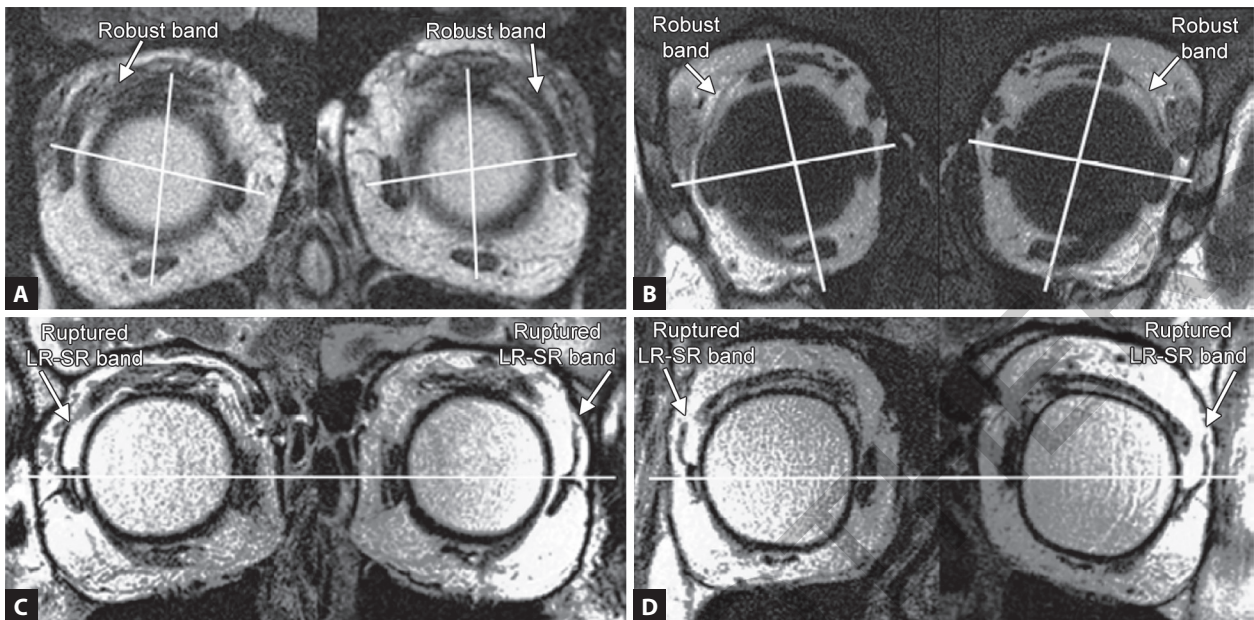 Robust band
Robust band
A
Robust
band
Robust
band
B
Ruptured
LR-SR band
Ruptured
LR-SR band
C
Ruptured
LR-SR band
Ruptured
LR-SR band
D